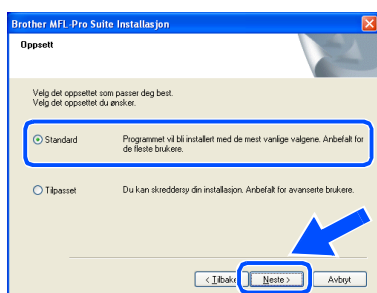 Brother MFL-Pro Suite Installasjon
Oppsett
Velg det oppsettet som passer deg best.
Velg det oppsettet du ønsker.
Standard
Programmet vil bli installert med de mest vanlige valgene. Anbefalt for
de fleste brukere.
Tilpasset
Du kan skreddersy din installasjon. Anbefalt for avanserte brukere.
< Tilbake
Neste >
Avbryt